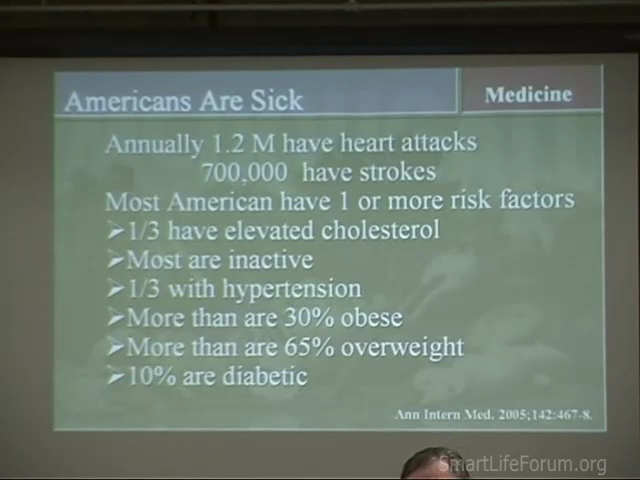 Americans Are Sick
Medicine
Annually 1.2 M have heart attacks
700,000 have strokes
Most American have 1 or more risk factors
➢1/3 have elevated cholesterol
➢Most are inactive
➢1/3 with hypertension
➢More than are 30% obese
➢More than are 65% overweight
➢10% are diabetic
Ann Intern Med. 2005;142:467-8.
SmartLifeForum.org